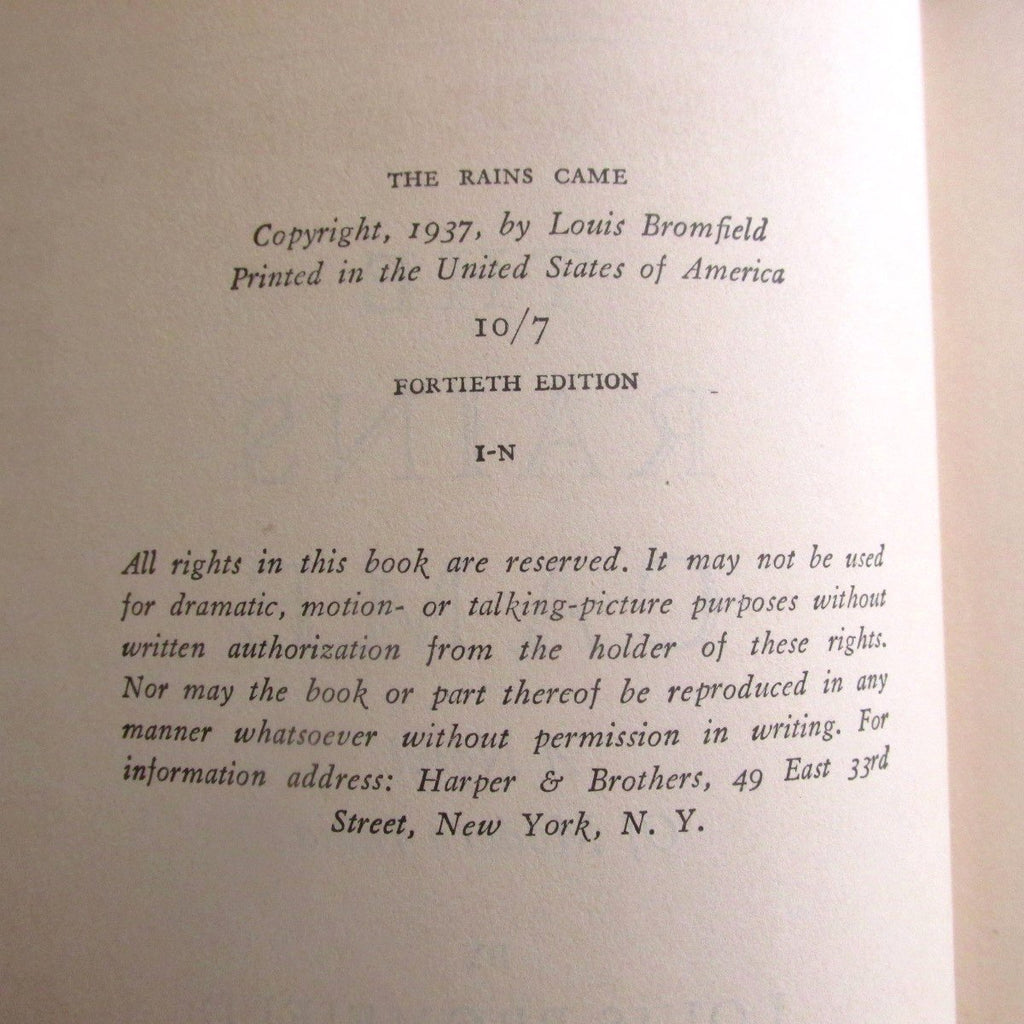 THE RAINS CAME
Copyright, 1937, by Louis Bromfield
Printed in the United States of America
10/7
FORTIETH EDITION
I-N
All rights in this book are reserved. It may not be used
for dramatic, motion- or talking-picture purposes without
written authorization from the holder of these rights.
Nor may the book or part thereof be reproduced in any
manner whatsoever without permission in writing. For
information address: Harper & Brothers, 49 East 33rd
Street, New York, N. Y.